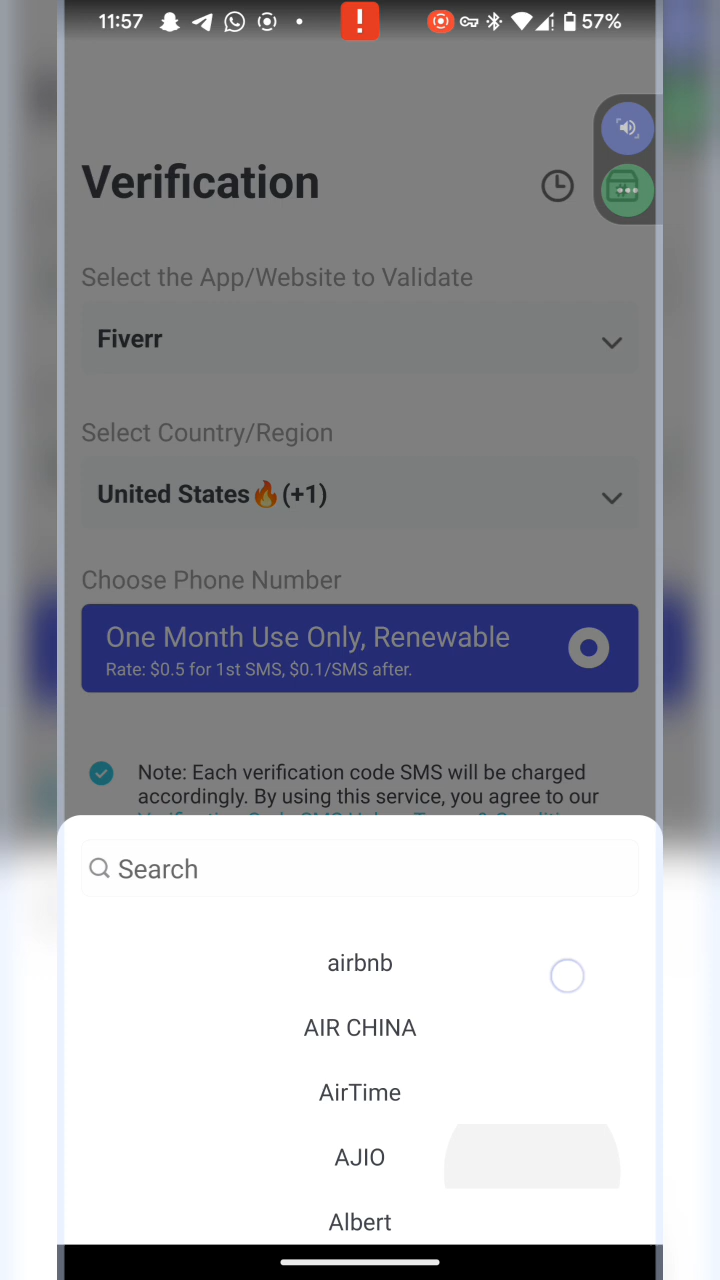 11:57
57%
Verification
Select the App/Website to Validate
Fiverr
Select Country/Region
United States🔥(+1)
Choose Phone Number
One Month Use Only, Renewable
Rate: $0.5 for 1st SMS, $0.1/SMS after.
Note: Each verification code SMS will be charged
accordingly. By using this service, you agree to our
Search
airbnb
AIR CHINA
AirTime
AJIO
Albert